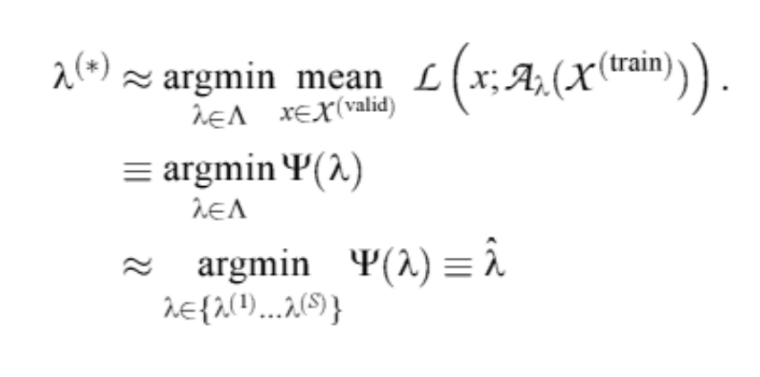 λ^(*) ≈ argmin_{λ∈Λ} mean_{x∈𝒳^(valid)} ℒ(x; 𝒜_λ(𝒳^(train))).
≡ argmin_{λ∈Λ} Ψ(λ)
≈ argmin_{λ∈{λ^(1)...λ^(S)}} Ψ(λ) ≡ λ̂